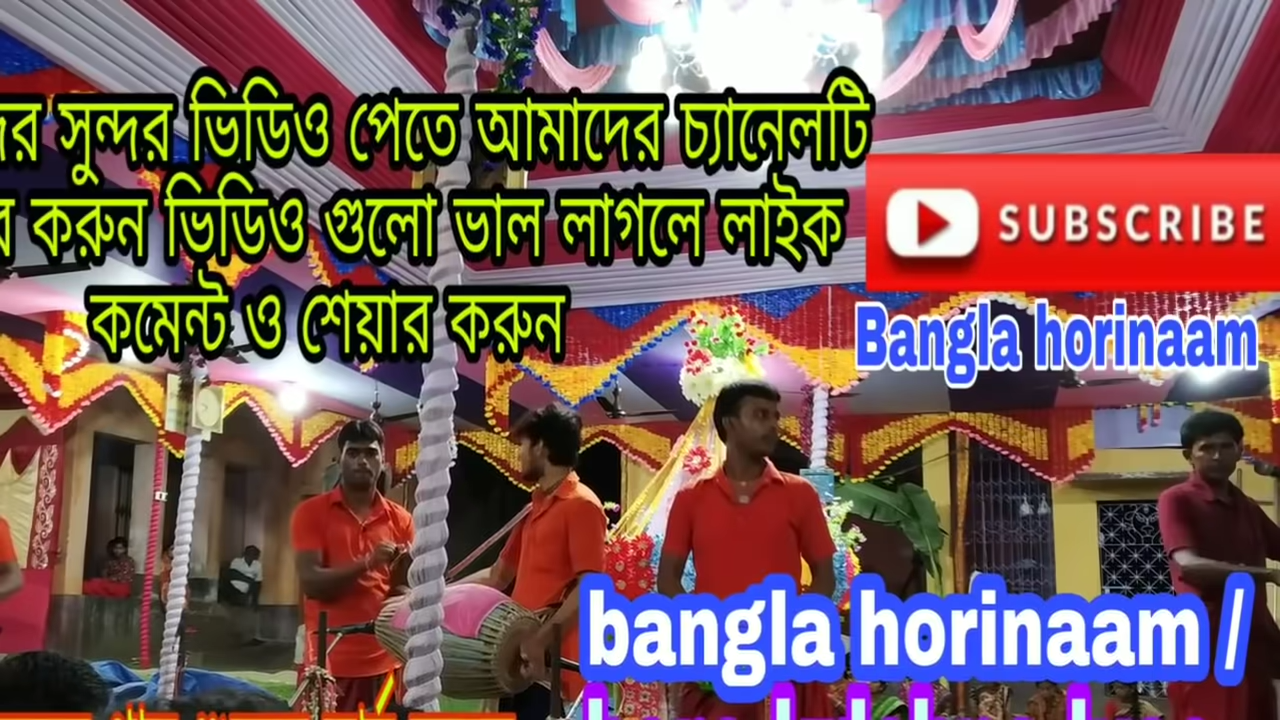 সুন্দর ভিডিও পেতে আমাদের চ্যানেলটি
করুন ভিডিও গুলো ভাল লাগলে লাইক
কমেন্ট ও শেয়ার করুন
SUBSCRIBE
Bangla horinaam
bangla horinaam /